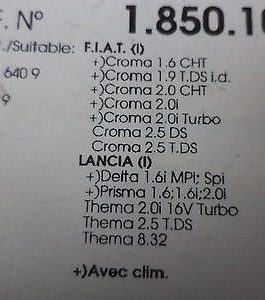 F. Nº 1.850.10
./Suitable: F.I.A.T. (I)
+)Croma 1.6 CHT
640 9 +)Croma 1.9 T.DS i.d.
+)Croma 2.0 CHT
9 +)Croma 2.0i
+)Croma 2.0i Turbo
Croma 2.5 DS
Croma 2.5 T.DS
LANCIA (I)
+)Delta 1.6i MPi; Spi
+)Prisma 1.6;1.6i;2.0i
Thema 2.0i 16V Turbo
Thema 2.5 T.DS
Thema 8.32
+)Avec clim.